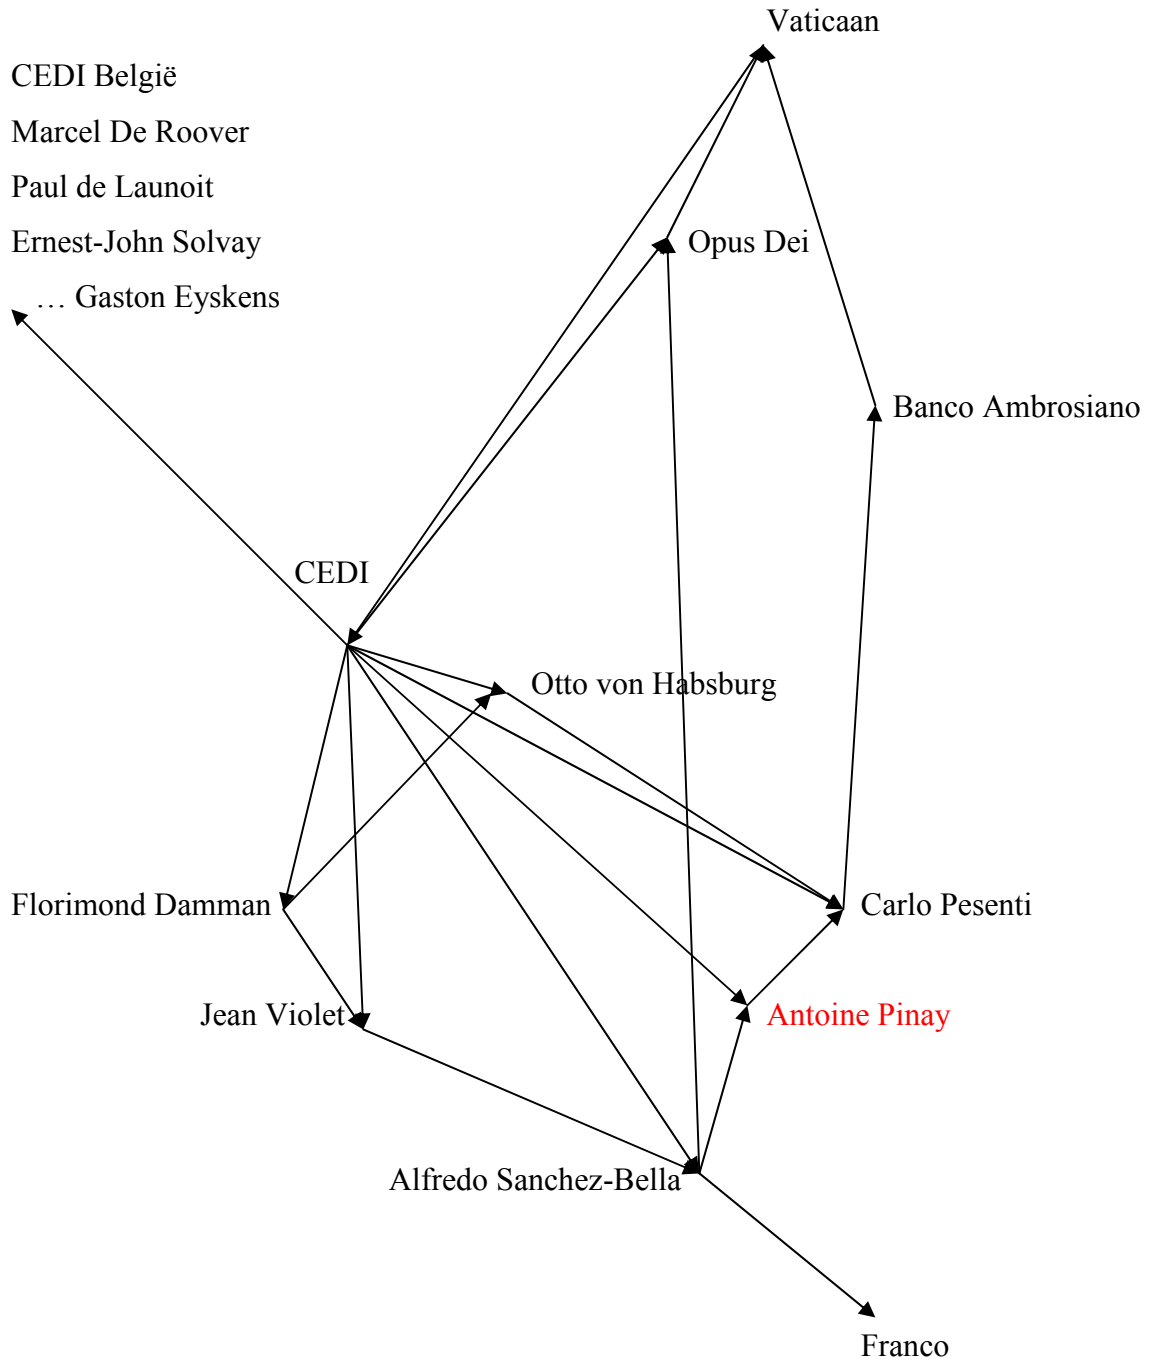 Vaticaan
CEDI België
Marcel De Roover
Paul de Launoit
Ernest-John Solvay
Opus Dei
… Gaston Eyskens
Banco Ambrosiano
CEDI
Otto von Habsburg
Florimond Damman
Carlo Pesenti
Jean Violet
Antoine Pinay
Alfredo Sanchez-Bella
Franco